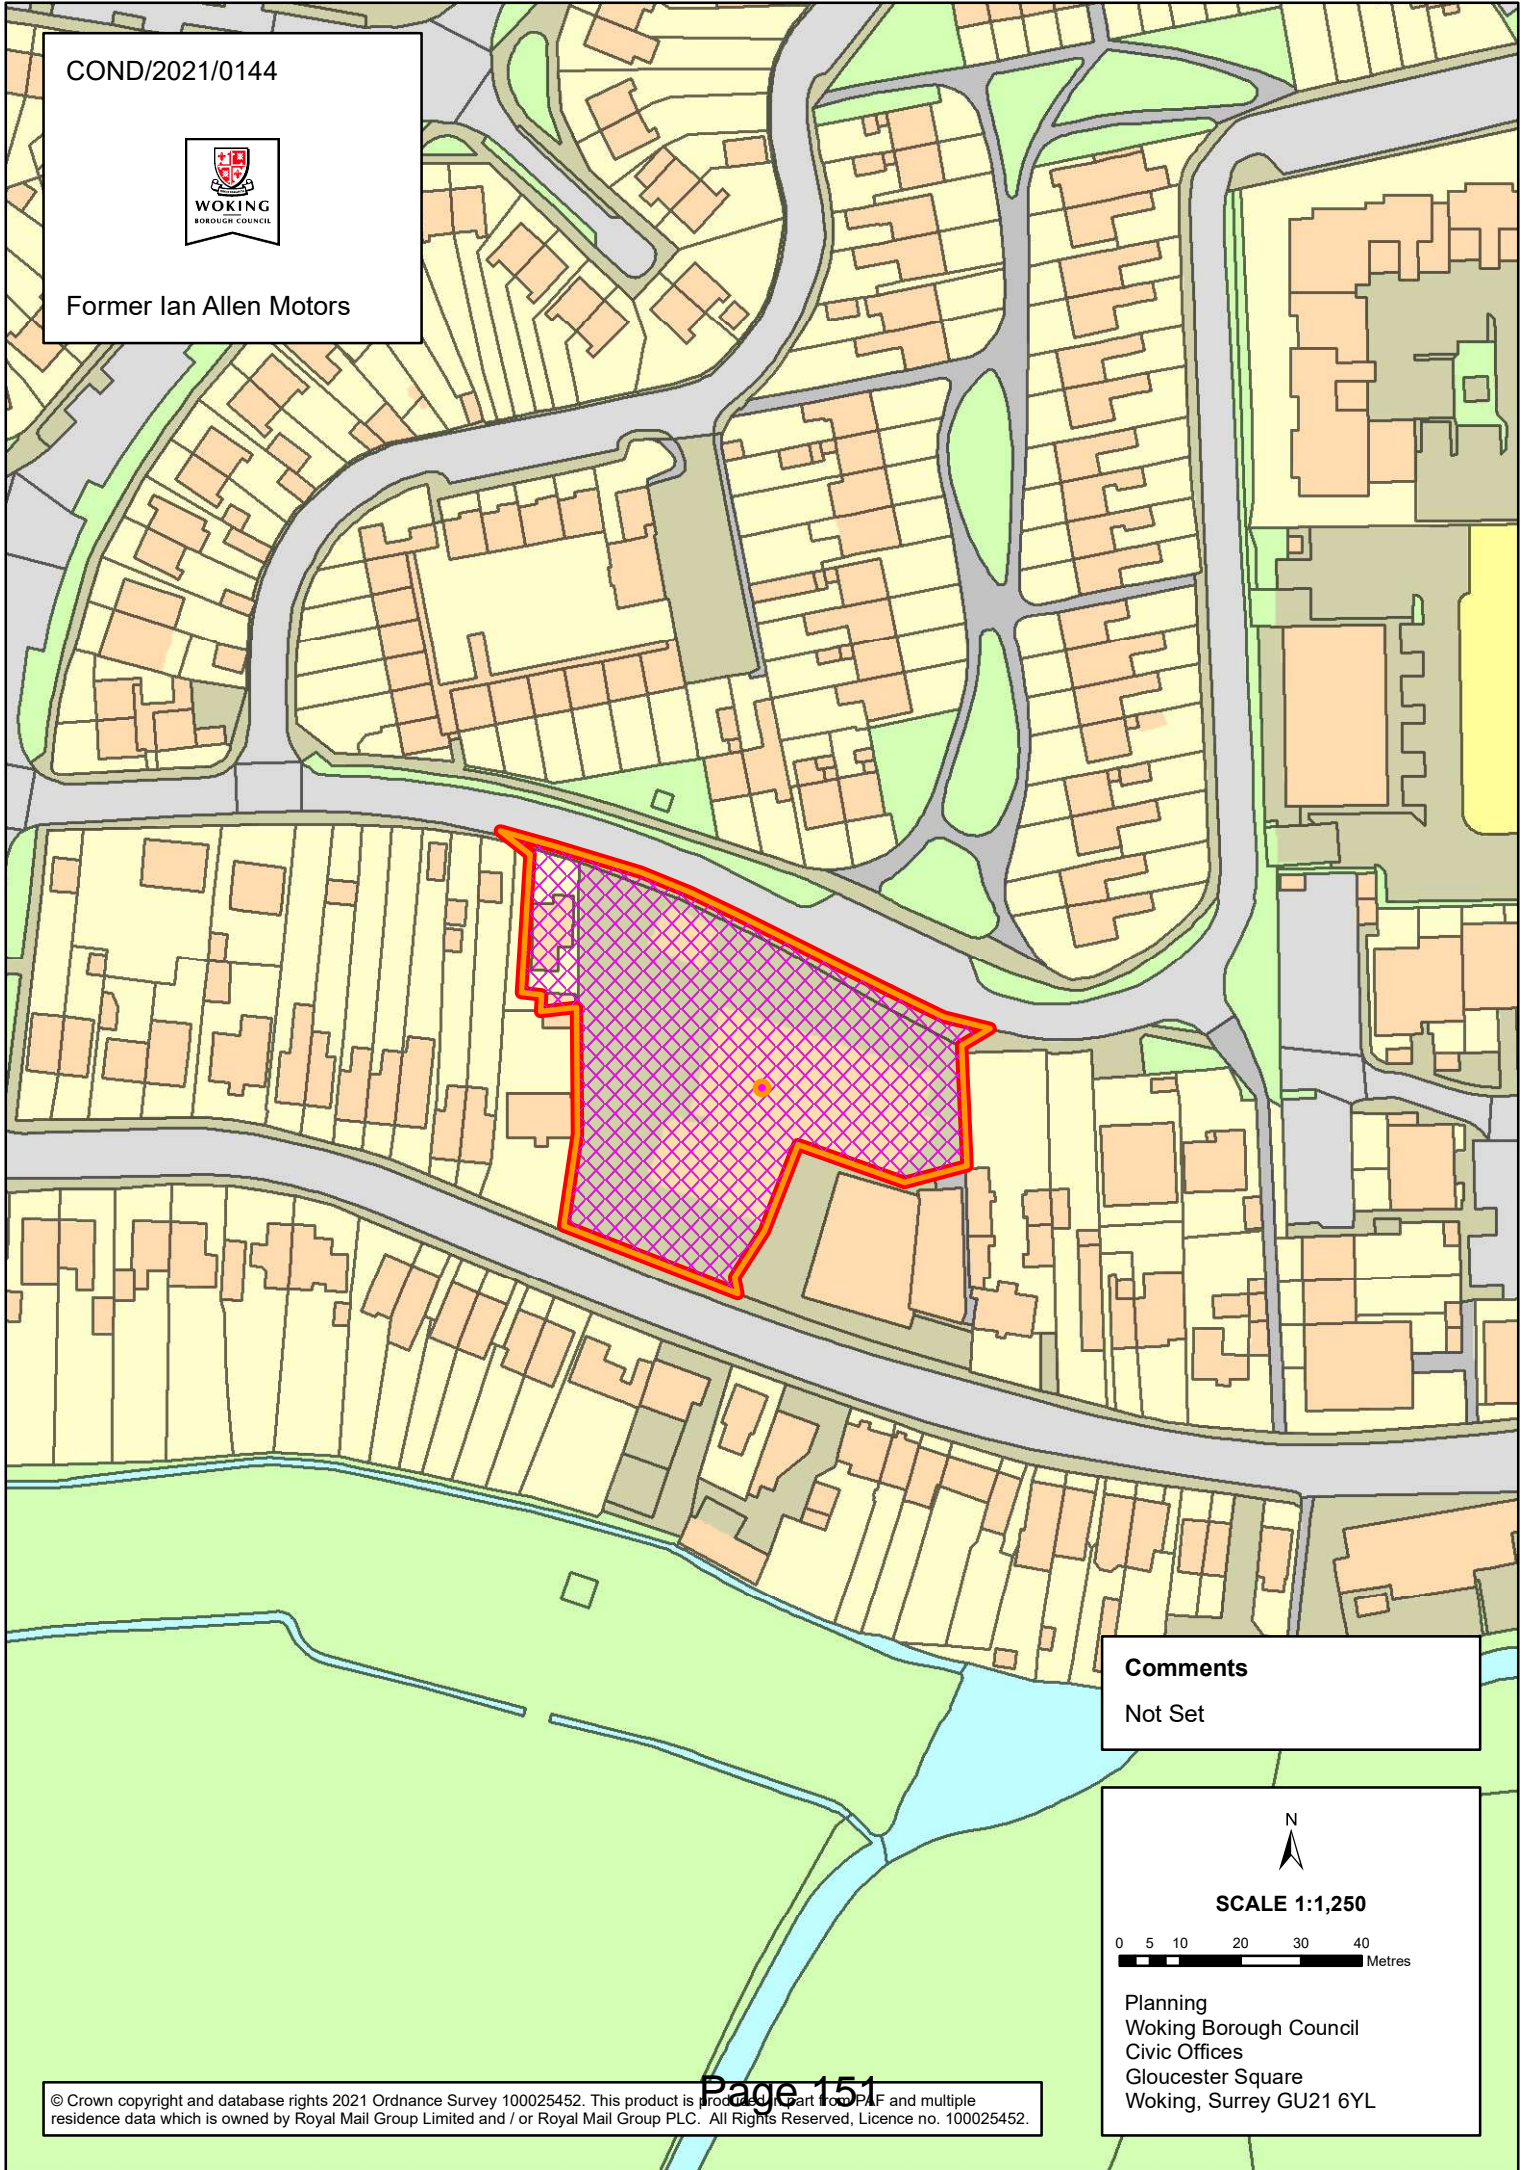 COND/2021/0144
WOKING
BOROUGH COUNCIL
Former Ian Allen Motors
Comments
Not Set
N
SCALE 1:1,250
0 5 10 20 30 40
Metres
Planning
Woking Borough Council
Civic Offices
Gloucester Square
Woking, Surrey GU21 6YL
Page 151
© Crown copyright and database rights 2021 Ordnance Survey 100025452. This product is produced in part from PAF and multiple
residence data which is owned by Royal Mail Group Limited and / or Royal Mail Group PLC. All Rights Reserved, Licence no. 100025452.